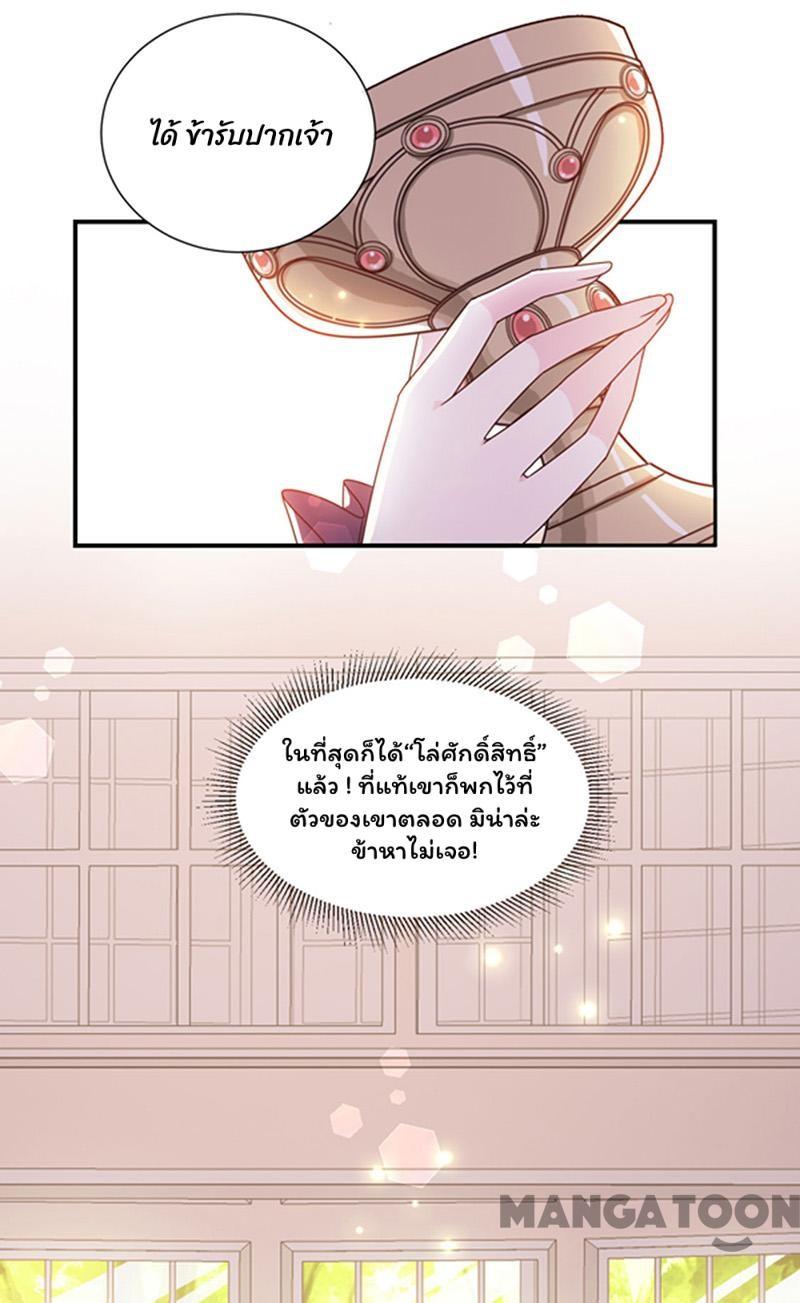 ได้ ข้ารับปากเจ้า
ในที่สุดก็ได้“โล่ศักดิ์สิทธิ์”
แล้ว ! ที่แท้เขาก็พกไว้ที่
ตัวของเขาตลอด มิน่าล่ะ
ข้าหาไม่เจอ!
MANGATOON